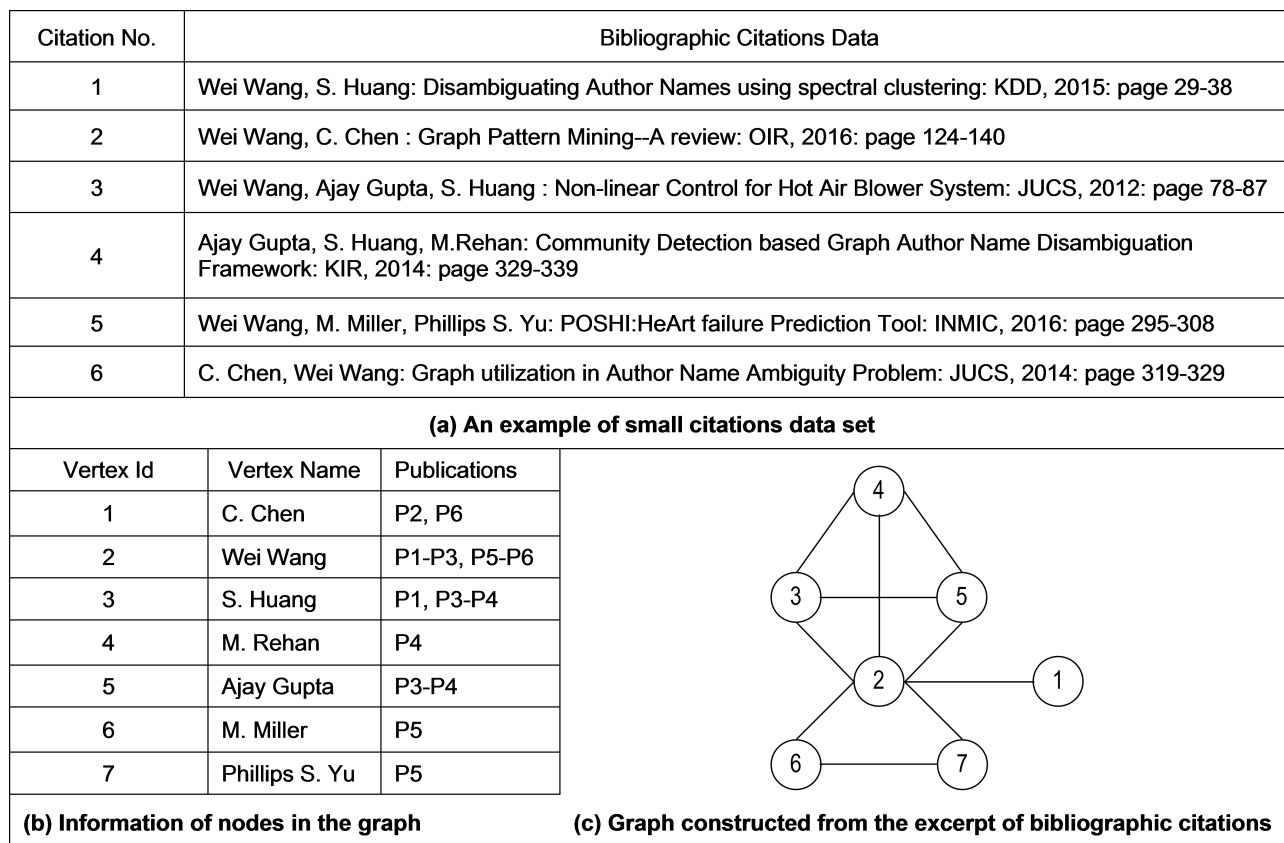 Citation No. Bibliographic Citations Data
1 Wei Wang, S. Huang: Disambiguating Author Names using spectral clustering: KDD, 2015: page 29-38
2 Wei Wang, C. Chen : Graph Pattern Mining--A review: OIR, 2016: page 124-140
3 Wei Wang, Ajay Gupta, S. Huang : Non-linear Control for Hot Air Blower System: JUCS, 2012: page 78-87
4 Ajay Gupta, S. Huang, M.Rehan: Community Detection based Graph Author Name Disambiguation
Framework: KIR, 2014: page 329-339
5 Wei Wang, M. Miller, Phillips S. Yu: POSHI:HeArt failure Prediction Tool: INMIC, 2016: page 295-308
6 C. Chen, Wei Wang: Graph utilization in Author Name Ambiguity Problem: JUCS, 2014: page 319-329
(a) An example of small citations data set
Vertex Id Vertex Name Publications
1 C. Chen P2, P6
2 Wei Wang P1-P3, P5-P6
3 S. Huang P1, P3-P4
4 M. Rehan P4
5 Ajay Gupta P3-P4
6 M. Miller P5
7 Phillips S. Yu P5
(b) Information of nodes in the graph
4
3 5
2 1
6 7
(c) Graph constructed from the excerpt of bibliographic citations